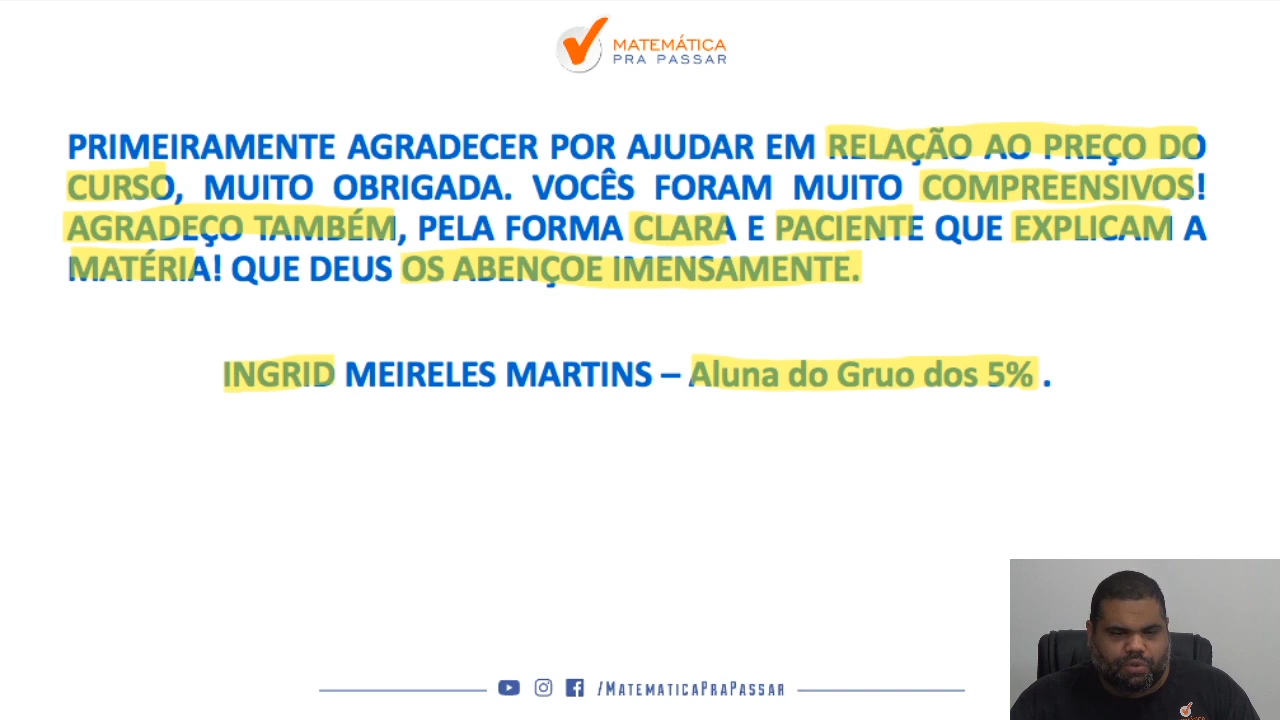 MATEMÁTICA
PRA PASSAR
PRIMEIRAMENTE AGRADECER POR AJUDAR EM RELAÇÃO AO PREÇO DO
CURSO, MUITO OBRIGADA. VOCÊS FORAM MUITO COMPREENSIVOS!
AGRADEÇO TAMBÉM, PELA FORMA CLARA E PACIENTE QUE EXPLICAM A
MATÉRIA! QUE DEUS OS ABENÇOE IMENSAMENTE.
INGRID MEIRELES MARTINS – Aluna do Gruo dos 5% .
/MATEMATICAPRAPASSAR